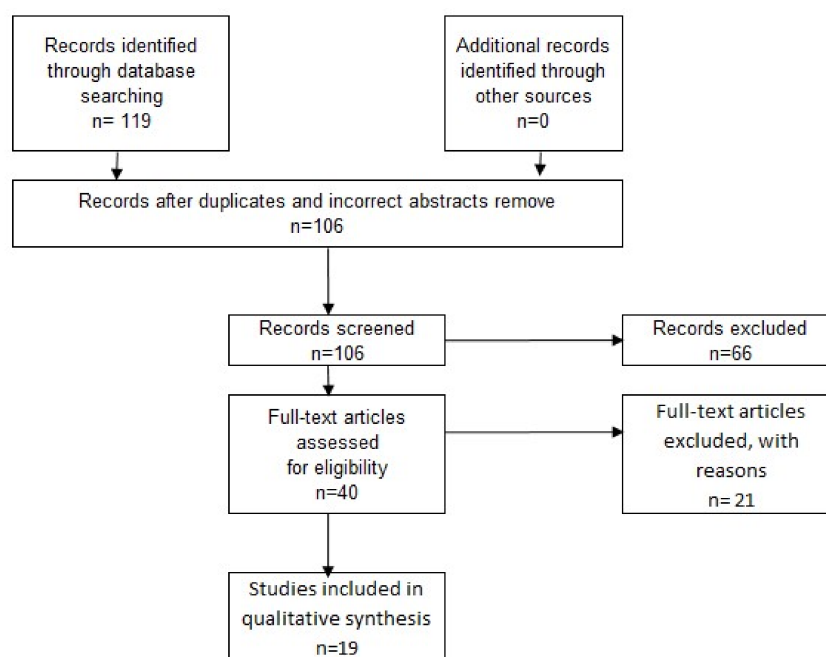 Records identified
through database
searching
n= 119
Additional records
identified through
other sources
n=0
Records after duplicates and incorrect abstracts remove
n=106
Records screened
n=106
Records excluded
n=66
Full-text articles
assessed
for eligibility
n=40
Full-text articles
excluded, with
reasons
n= 21
Studies included in
qualitative synthesis
n=19